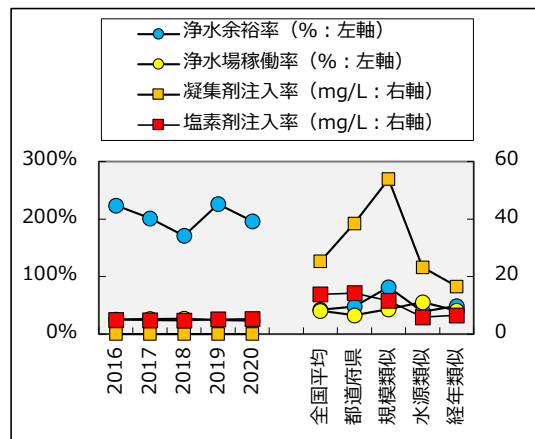 浄水余裕率（%：左軸）
浄水場稼働率（%：左軸）
凝集剤注入率（mg/L：右軸）
塩素剤注入率（mg/L：右軸）
300%
200%
100%
0%
60
40
20
0
2016
2017
2018
2019
2020
全国平均
都道府県
規模類似
水源類似
経年類似